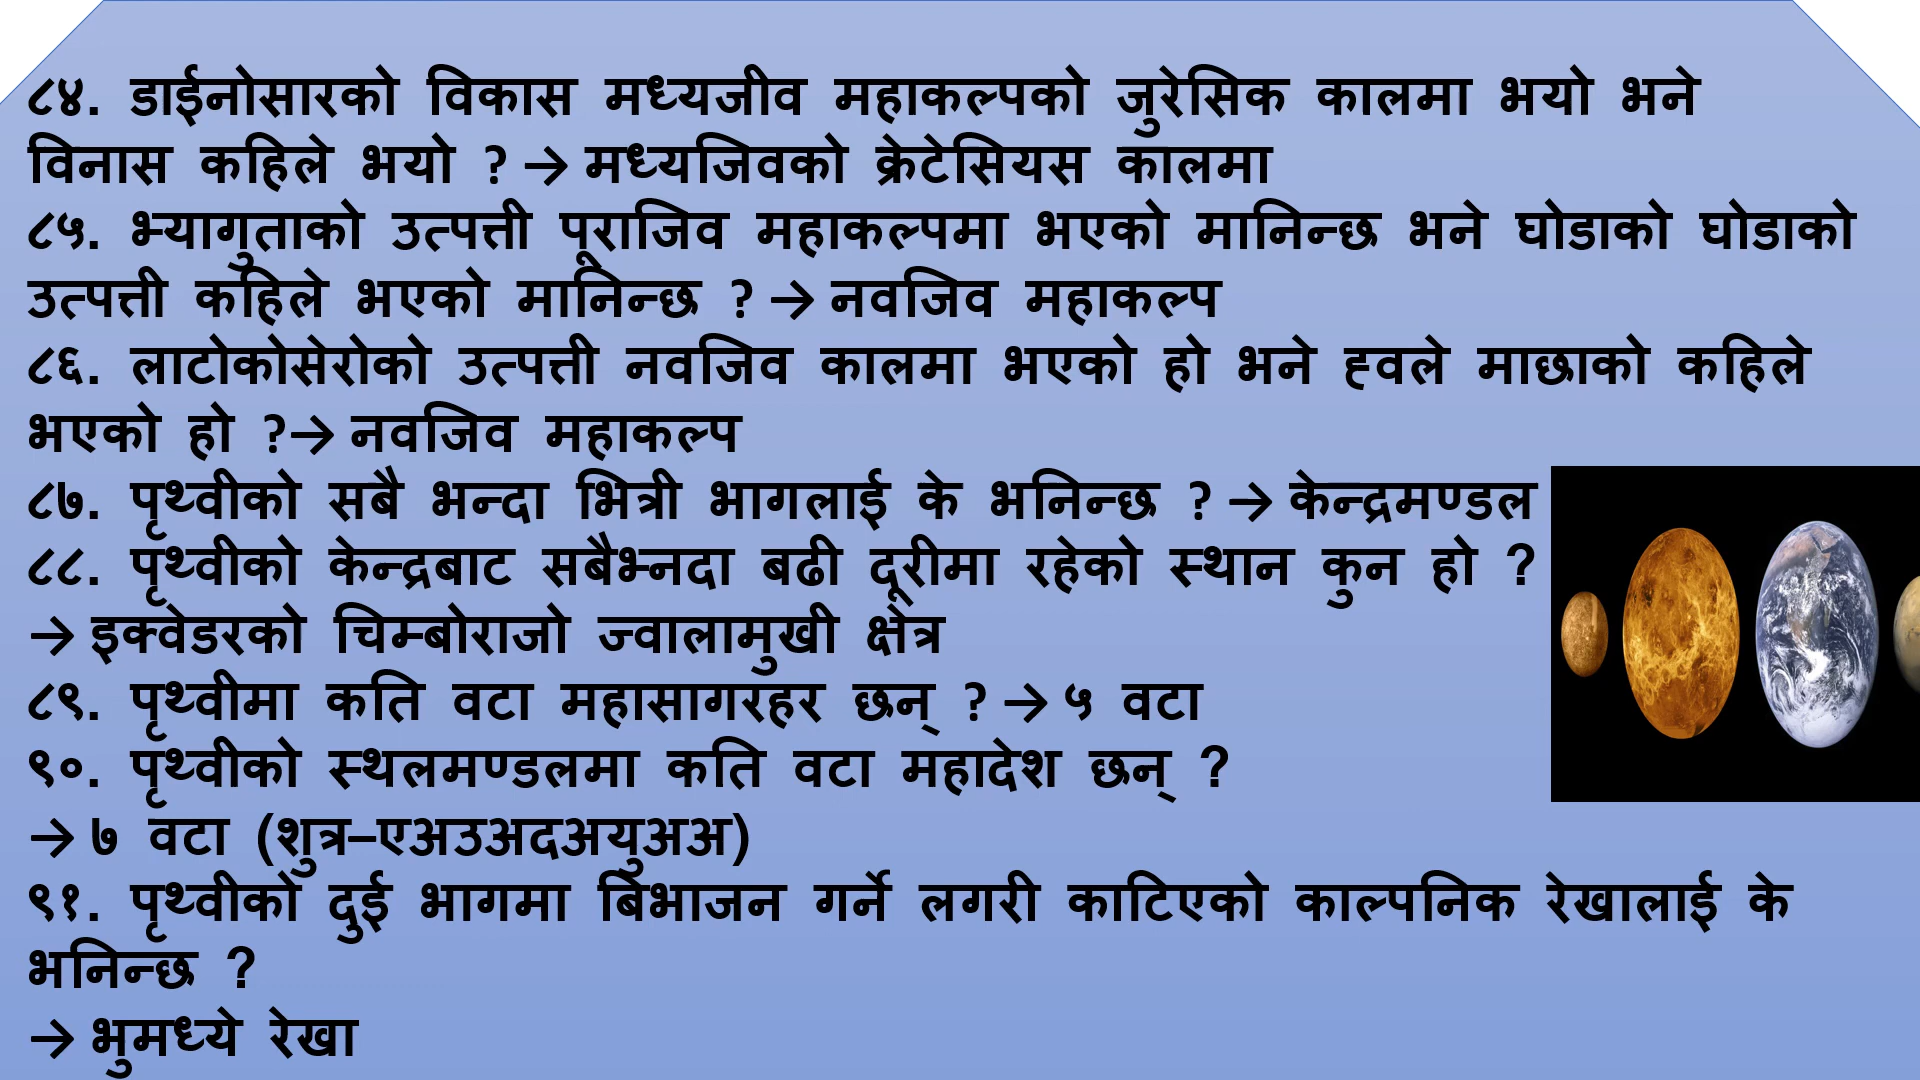 ८४. डाईनोसारको विकास मध्यजीव महाकल्पको जुरेसिक कालमा भयो भने
विनास कहिले भयो ? → मध्यजिवको क्रेटेसियस कालमा
८५. भ्यागुताको उत्पत्ती पूराजिव महाकल्पमा भएको मानिन्छ भने घोडाको घोडाको
उत्पत्ती कहिले भएको मानिन्छ ? → नवजिव महाकल्प
८६. लाटोकोसेरोको उत्पत्ती नवजिव कालमा भएको हो भने ह्वले माछाको कहिले
भएको हो ?→ नवजिव महाकल्प
८७. पृथ्वीको सबै भन्दा भित्री भागलाई के भनिन्छ ? → केन्द्रमण्डल
८८. पृथ्वीको केन्द्रबाट सबैभ्नदा बढी दूरीमा रहेको स्थान कुन हो ?
→ इक्वेडरको चिम्बोराजो ज्वालामुखी क्षेत्र
८९. पृथ्वीमा कति वटा महासागरहर छन् ? → ५ वटा
९०. पृथ्वीको स्थलमण्डलमा कति वटा महादेश छन् ?
→ ७ वटा (शुत्र–एअउअदअयुअअ)
९१. पृथ्वीको दुई भागमा बिभाजन गर्ने लगरी काटिएको काल्पनिक रेखालाई के
भनिन्छ ?
→ भुमध्ये रेखा